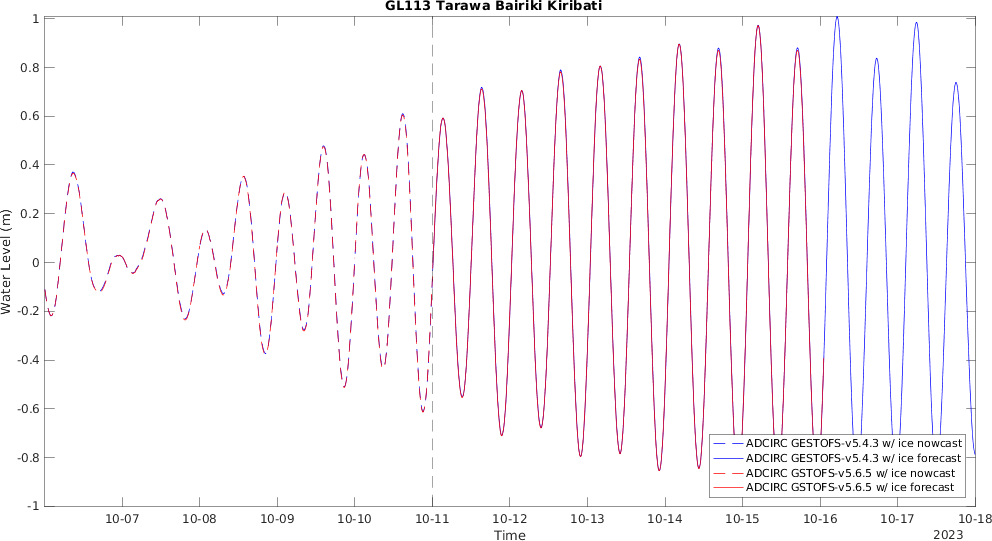 GL113 Tarawa Bairiki Kiribati
Water Level (m)
1
0.8
0.6
0.4
0.2
0
-0.2
-0.4
-0.6
-0.8
-1
ADCIRC GESTOFS-v5.4.3 w/ ice nowcast
ADCIRC GESTOFS-v5.4.3 w/ ice forecast
ADCIRC GSTOFS-v5.6.5 w/ ice nowcast
ADCIRC GSTOFS-v5.6.5 w/ ice forecast
10-07 10-08 10-09 10-10 10-11 10-12 10-13 10-14 10-15 10-16 10-17 10-18
Time
2023